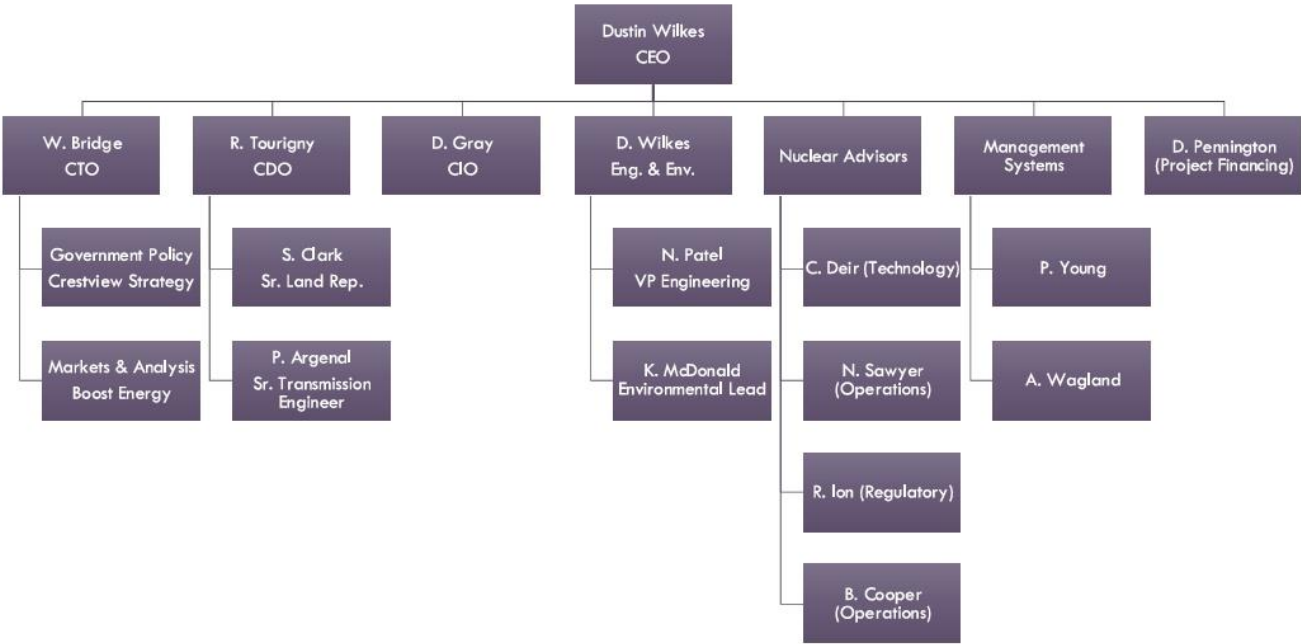 Dustin Wilkes
CEO
W. Bridge
CTO
R. Tourigny
CDO
D. Gray
CIO
D. Wilkes
Eng. & Env.
Nuclear Advisors
Management
Systems
D. Pennington
(Project Financing)
Government Policy
Crestview Strategy
Markets & Analysis
Boost Energy
S. Clark
Sr. Land Rep.
P. Argenal
Sr. Transmission
Engineer
N. Patel
VP Engineering
K. McDonald
Environmental Lead
C. Deir (Technology)
N. Sawyer
(Operations)
R. Ion (Regulatory)
B. Cooper
(Operations)
P. Young
A. Wagland